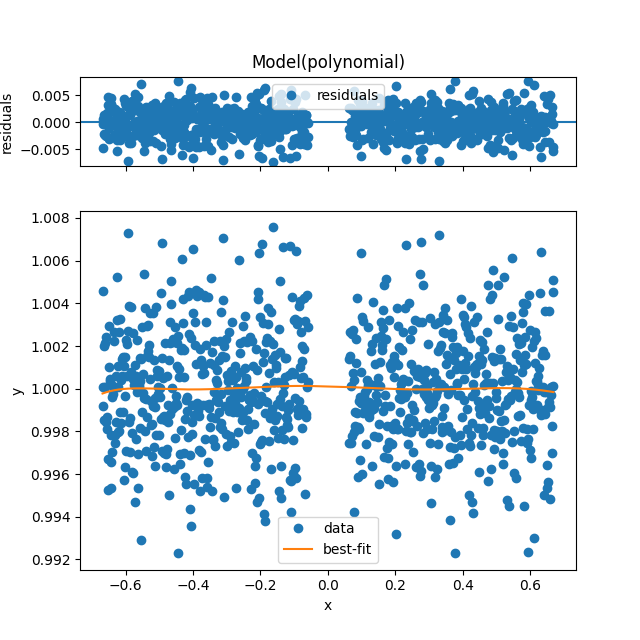 Model(polynomial)
residuals
0.005
0.000
−0.005
residuals
1.008
1.006
1.004
1.002
1.000
0.998
0.996
0.994
0.992
y
data
best-fit
−0.6 −0.4 −0.2 0.0 0.2 0.4 0.6
x